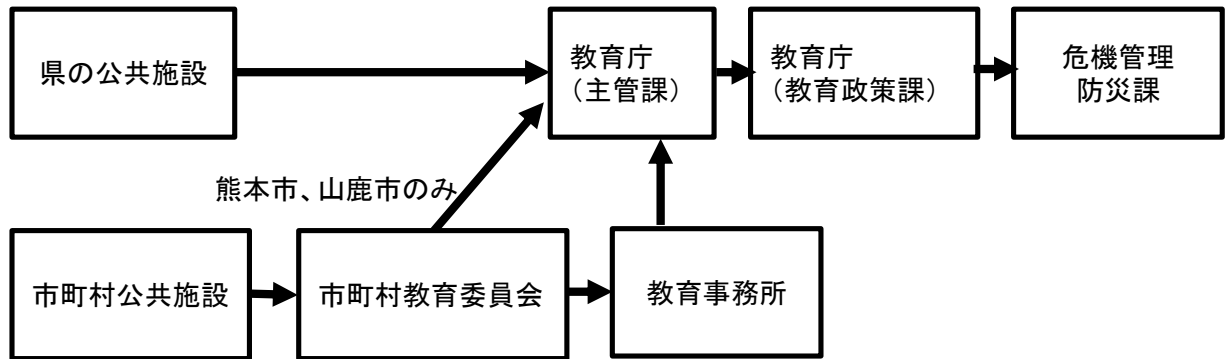 県の公共施設
教育庁
（主管課）
教育庁
（教育政策課）
危機管理
防災課
熊本市、山鹿市のみ
市町村公共施設
市町村教育委員会
教育事務所